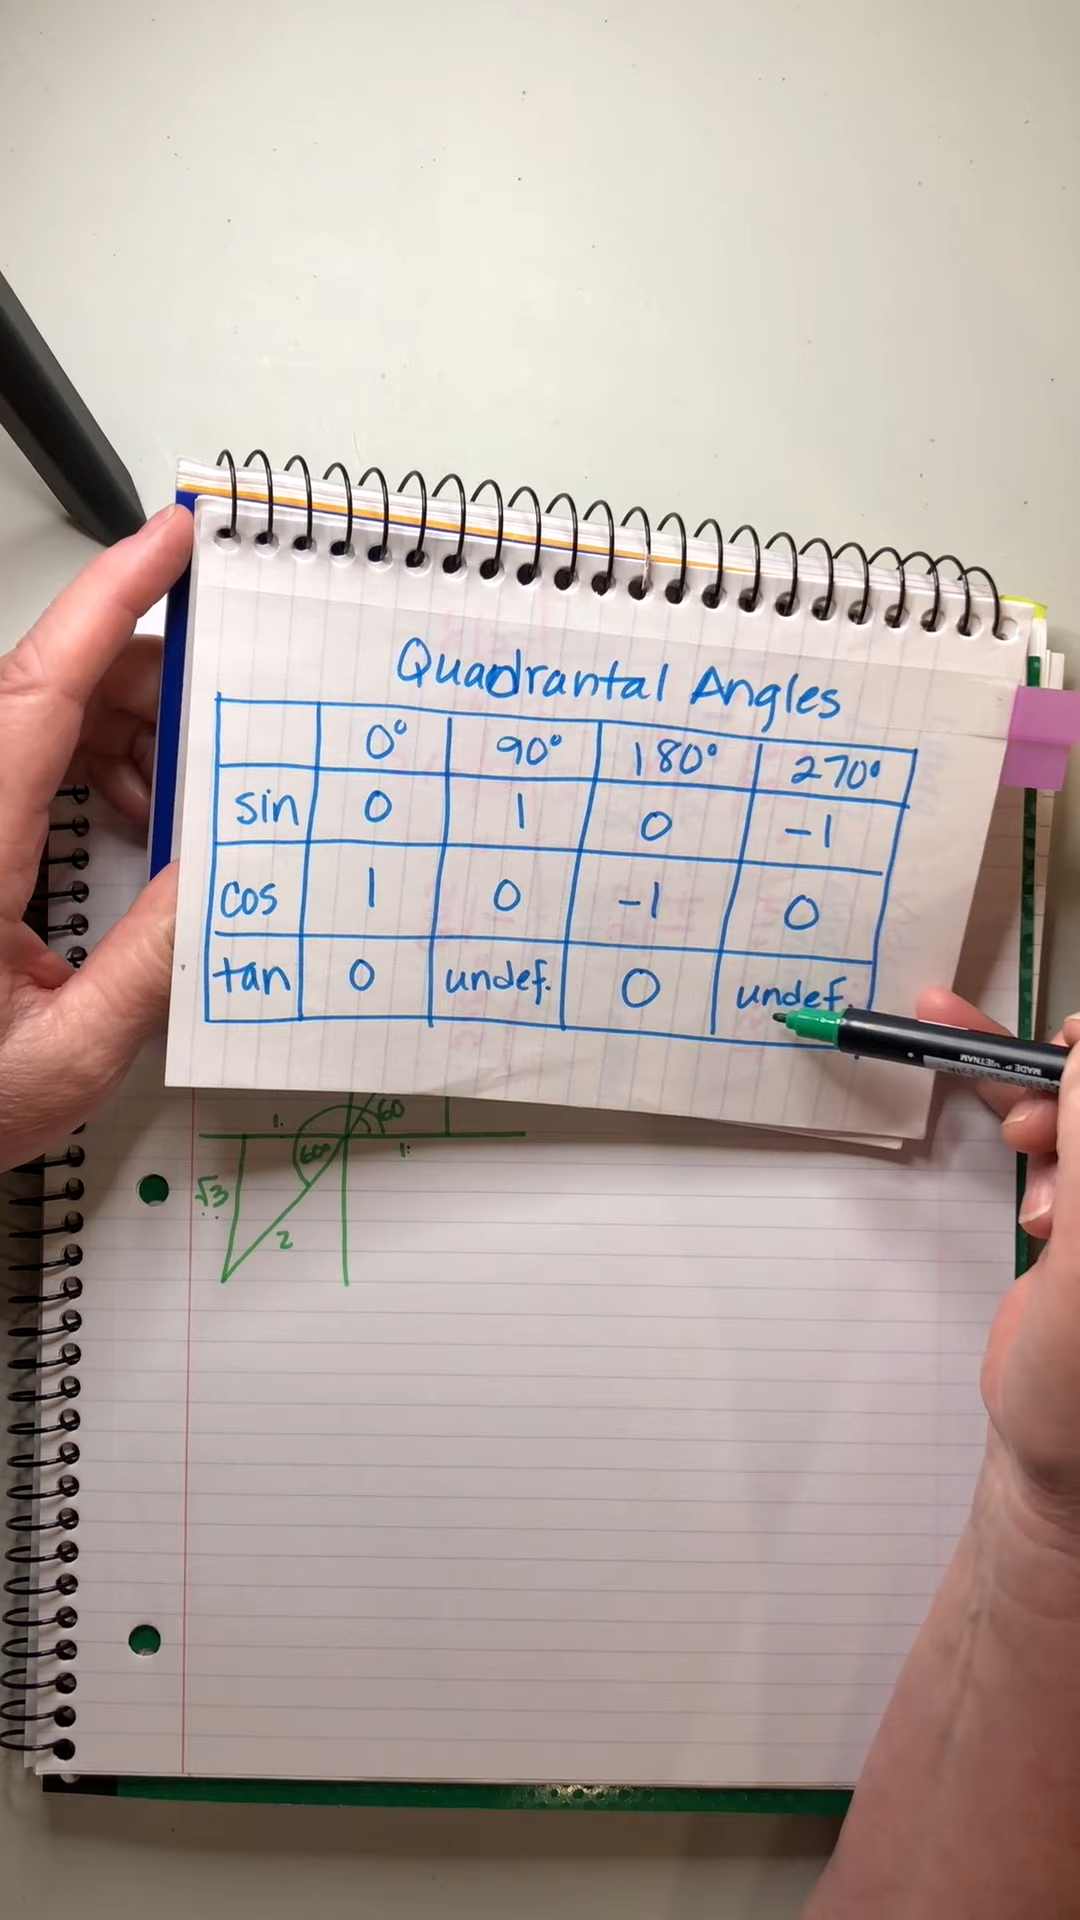 Quadrantal Angles
0° 90° 180° 270°
sin 0 1 0 -1
cos 1 0 -1 0
tan 0 undef. 0 undef.
1. 60
60° 1:
√3
2